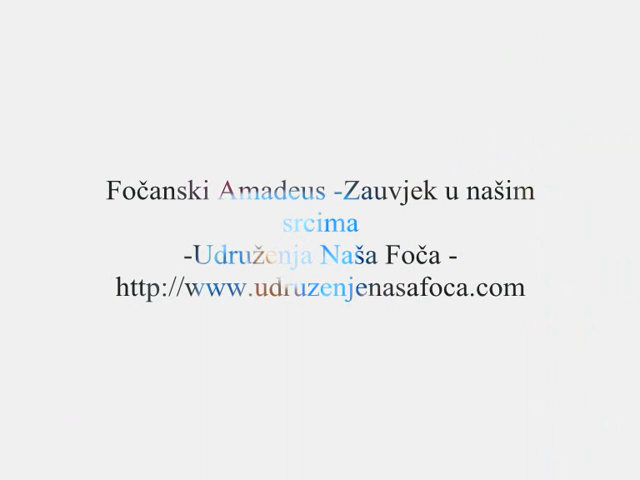 Fočanski Amadeus -Zauvjek u našim
srcima
-Udruženja Naša Foča -
http://www.udruzenjenasafoca.com